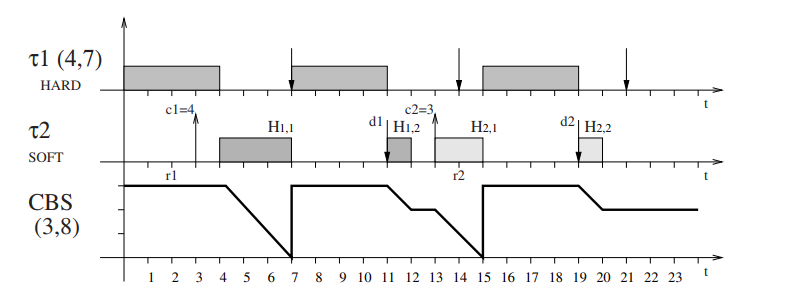 τ1 (4,7)
HARD
t
c1=4
c2=3
τ2
H1,1
d1
H1,2
H2,1
d2
H2,2
SOFT
r1
r2
t
CBS
(3,8)
t
1 2 3 4 5 6 7 8 9 10 11 12 13 14 15 16 17 18 19 20 21 22 23